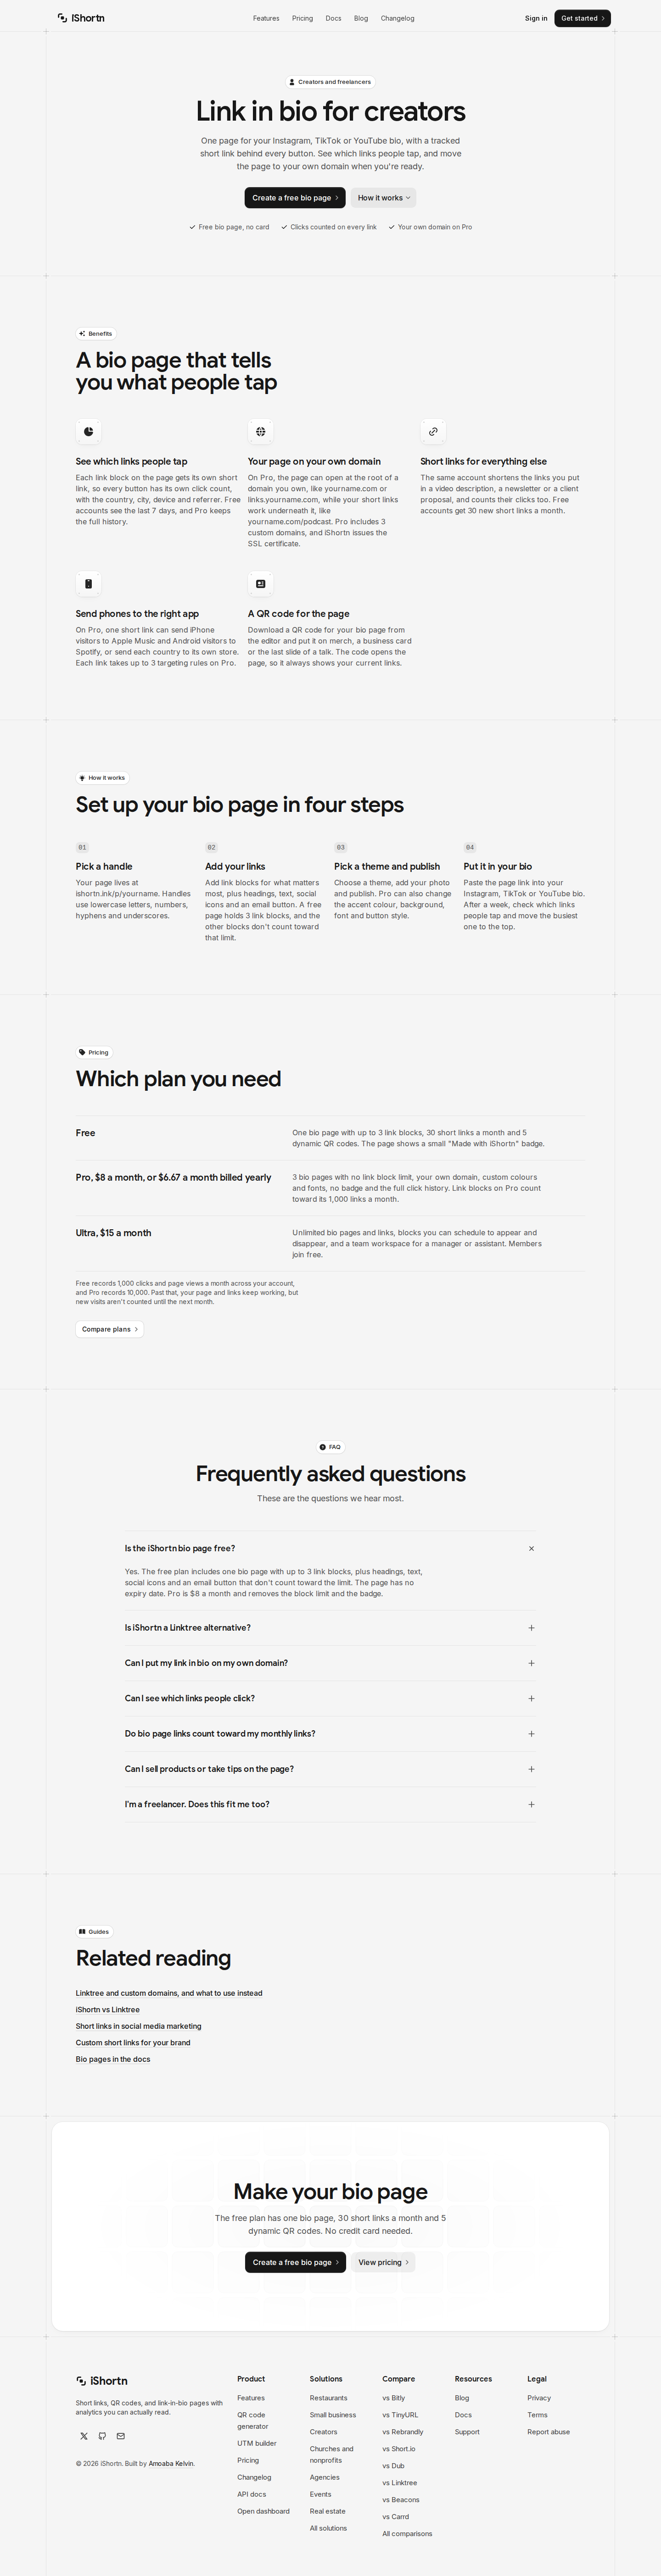 iShortn
Features Pricing Docs Blog Changelog
Sign in
Get started
Creators and freelancers
Link in bio for creators
One page for your Instagram, TikTok or YouTube bio, with a tracked
short link behind every button. See which links people tap, and move
the page to your own domain when you're ready.
Create a free bio page
How it works
Free bio page, no card
Clicks counted on every link
Your own domain on Pro
Benefits
A bio page that tells
you what people tap
See which links people tap
Each link block on the page gets its own short
link, so every button has its own click count,
with the country, city, device and referrer. Free
accounts see the last 7 days, and Pro keeps
the full history.
Your page on your own domain
On Pro, the page can open at the root of a
domain you own, like yourname.com or
links.yourname.com, while your short links
work underneath it, like
yourname.com/podcast. Pro includes 3
custom domains, and iShortn issues the
SSL certificate.
Short links for everything else
The same account shortens the links you put
in a video description, a newsletter or a client
proposal, and counts their clicks too. Free
accounts get 30 new short links a month.
Send phones to the right app
On Pro, one short link can send iPhone
visitors to Apple Music and Android visitors to
Spotify, or send each country to its own store.
Each link takes up to 3 targeting rules on Pro.
A QR code for the page
Download a QR code for your bio page from
the editor and put it on merch, a business card
or the last slide of a talk. The code opens the
page, so it always shows your current links.
How it works
Set up your bio page in four steps
01
Pick a handle
Your page lives at
ishortn.ink/p/yourname. Handles
use lowercase letters, numbers,
hyphens and underscores.
02
Add your links
Add link blocks for what matters
most, plus headings, text, social
icons and an email button. A free
page holds 3 link blocks, and the
other blocks don't count toward
that limit.
03
Pick a theme and publish
Choose a theme, add your photo
and publish. Pro can also change
the accent colour, background,
font and button style.
04
Put it in your bio
Paste the page link into your
Instagram, TikTok or YouTube bio.
After a week, check which links
people tap and move the busiest
one to the top.
Pricing
Which plan you need
Free
One bio page with up to 3 link blocks, 30 short links a month and 5
dynamic QR codes. The page shows a small "Made with iShortn" badge.
Pro, $8 a month, or $6.67 a month billed yearly
3 bio pages with no link block limit, your own domain, custom colours
and fonts, no badge and the full click history. Link blocks on Pro count
toward its 1,000 links a month.
Ultra, $15 a month
Unlimited bio pages and links, blocks you can schedule to appear and
disappear, and a team workspace for a manager or assistant. Members
join free.
Free records 1,000 clicks and page views a month across your account,
and Pro records 10,000. Past that, your page and links keep working, but
new visits aren't counted until the next month.
Compare plans
FAQ
Frequently asked questions
These are the questions we hear most.
Is the iShortn bio page free?
Yes. The free plan includes one bio page with up to 3 link blocks, plus headings, text,
social icons and an email button that don't count toward the limit. The page has no
expiry date. Pro is $8 a month and removes the block limit and the badge.
Is iShortn a Linktree alternative?
Can I put my link in bio on my own domain?
Can I see which links people click?
Do bio page links count toward my monthly links?
Can I sell products or take tips on the page?
I'm a freelancer. Does this fit me too?
Guides
Related reading
Linktree and custom domains, and what to use instead
iShortn vs Linktree
Short links in social media marketing
Custom short links for your brand
Bio pages in the docs
Make your bio page
The free plan has one bio page, 30 short links a month and 5
dynamic QR codes. No credit card needed.
Create a free bio page
View pricing
iShortn
Short links, QR codes, and link-in-bio pages with
analytics you can actually read.
© 2026 iShortn. Built by Amoaba Kelvin.
Product
Features
QR code
generator
UTM builder
Pricing
Changelog
API docs
Open dashboard
Solutions
Restaurants
Small business
Creators
Churches and
nonprofits
Agencies
Events
Real estate
All solutions
Compare
vs Bitly
vs TinyURL
vs Rebrandly
vs Short.io
vs Dub
vs Linktree
vs Beacons
vs Carrd
All comparisons
Resources
Blog
Docs
Support
Legal
Privacy
Terms
Report abuse